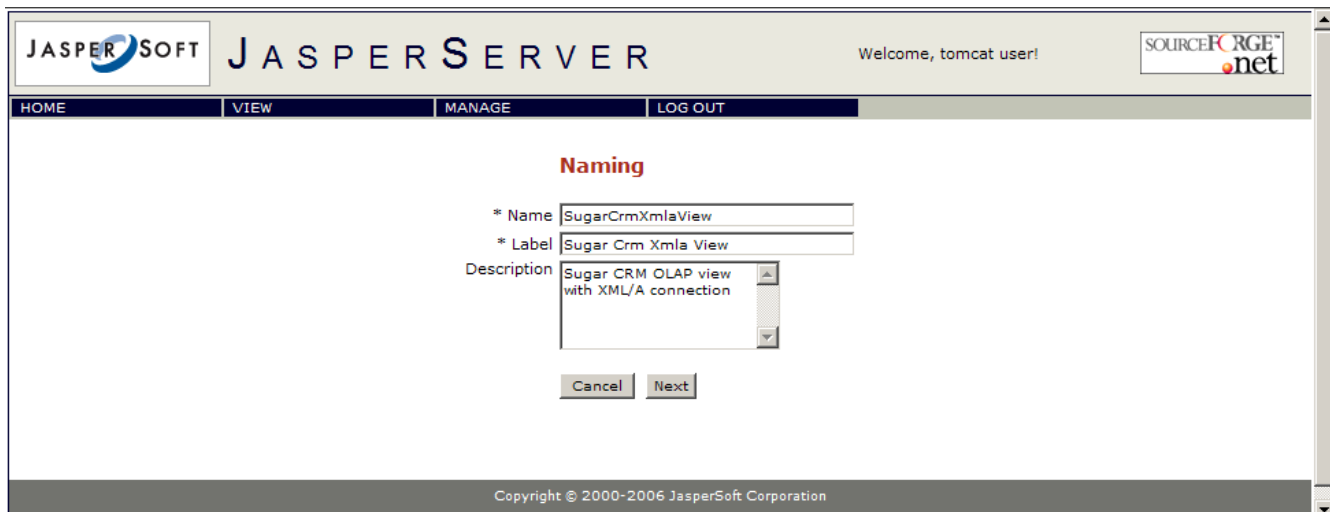 JASPERSOFT
JASPERSERVER
Welcome, tomcat user!
SOURCEFORGE™
.net
HOME
VIEW
MANAGE
LOG OUT
Naming
* Name SugarCrmXmlaView
* Label Sugar Crm Xmla View
Description Sugar CRM OLAP view
with XML/A connection
Cancel Next
Copyright © 2000-2006 JasperSoft Corporation